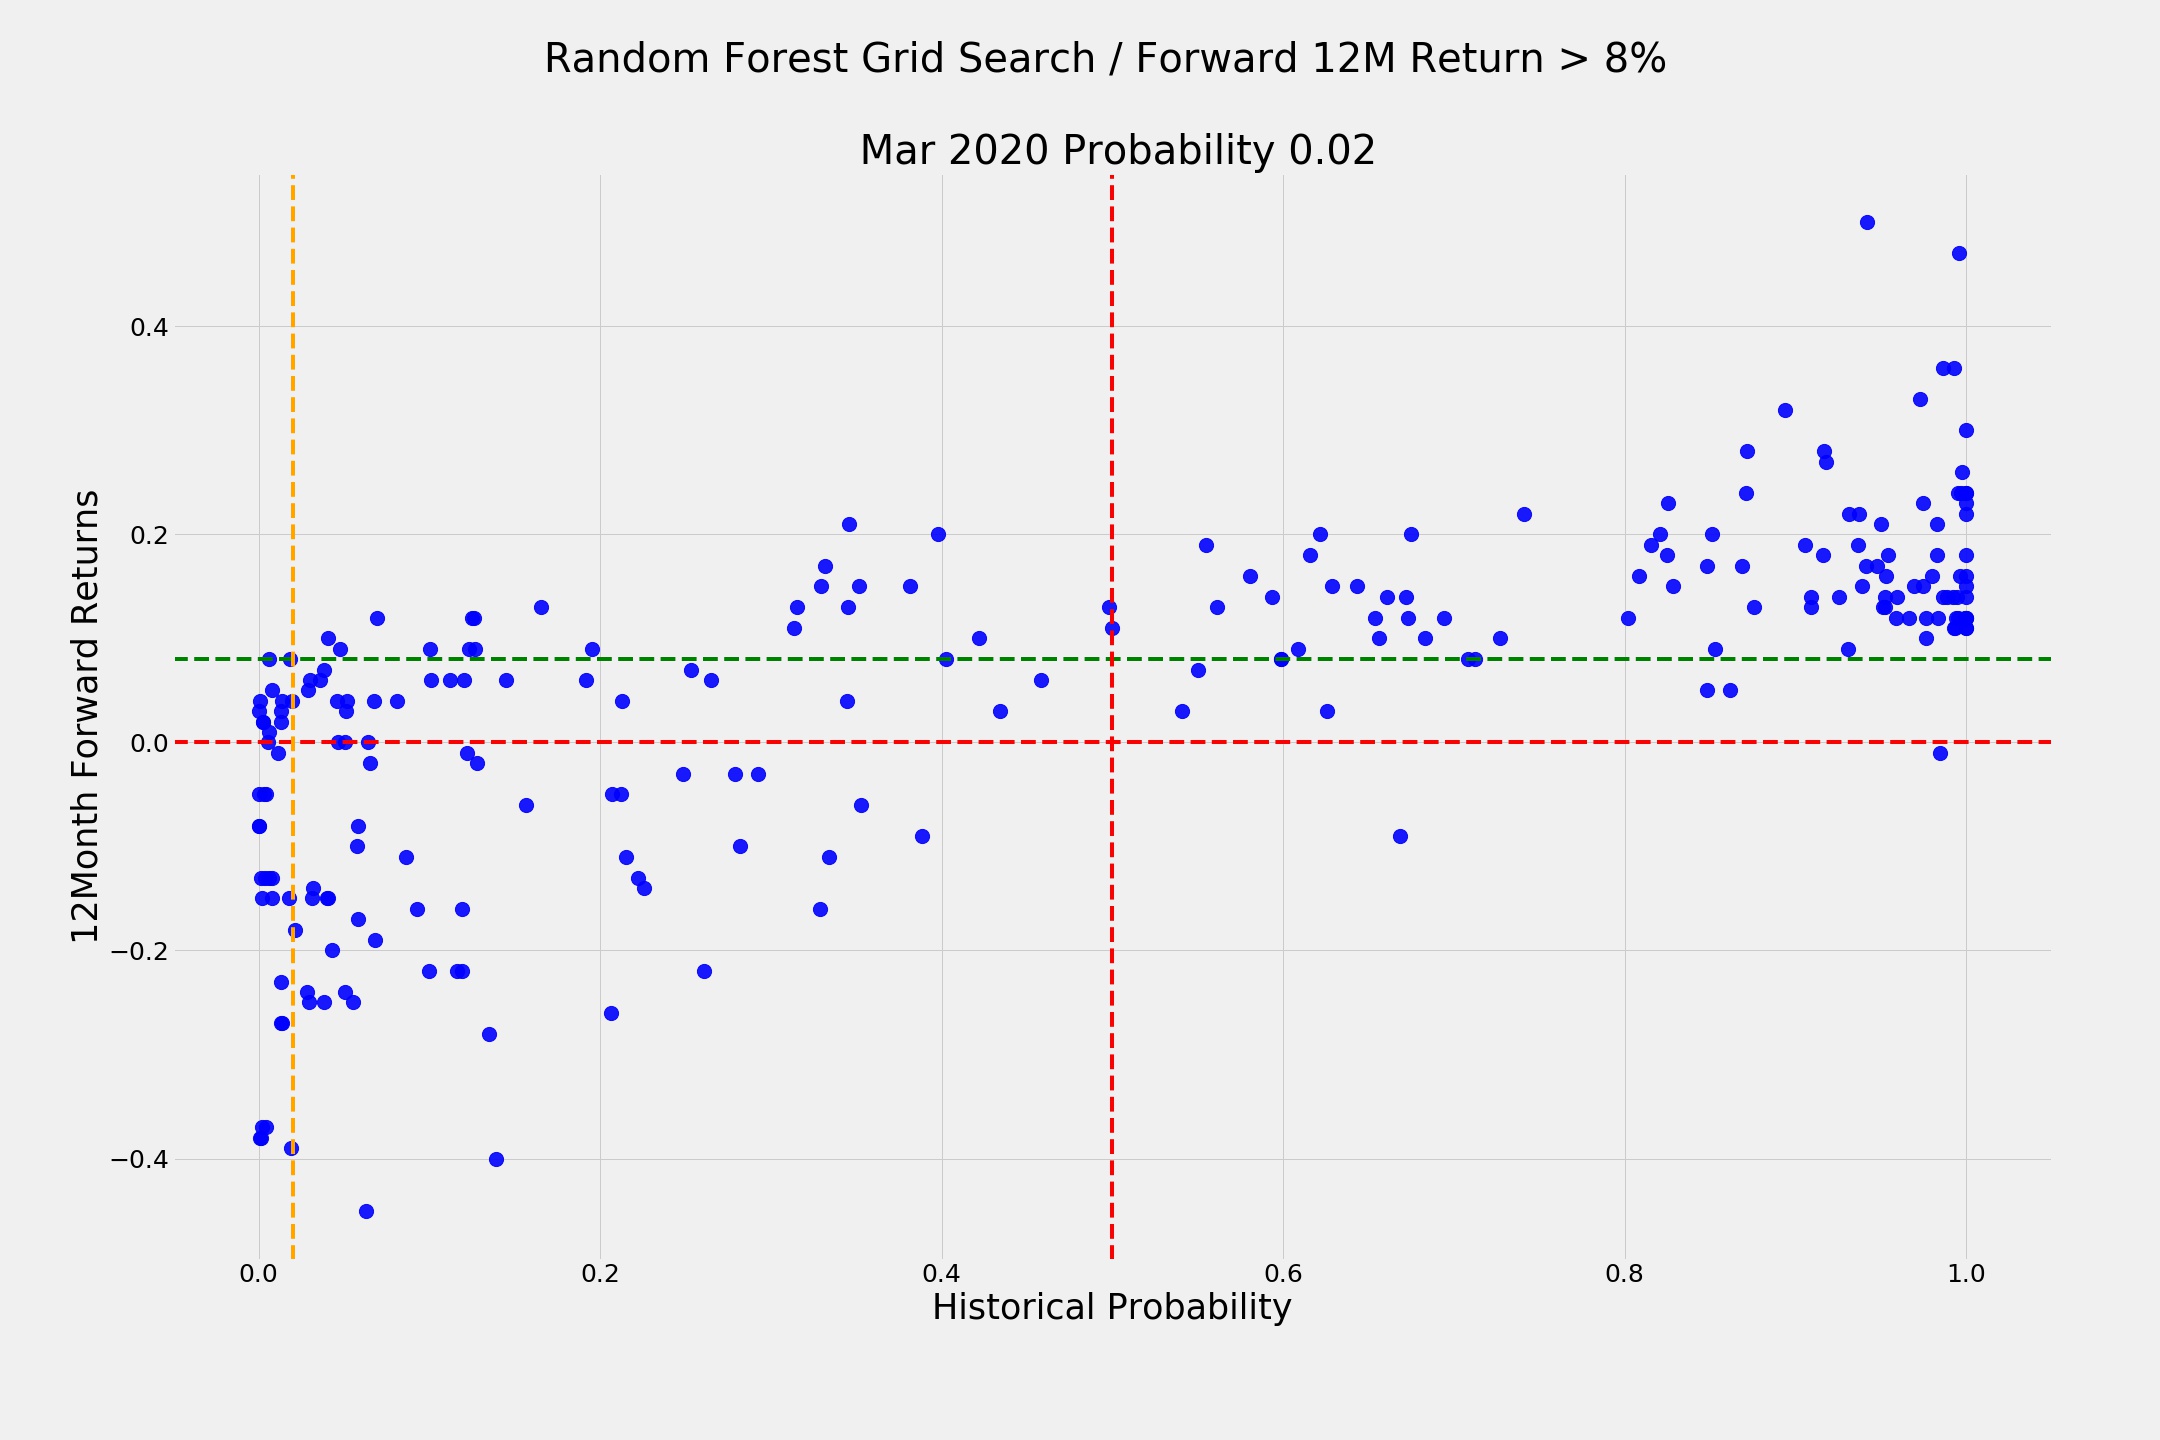 Random Forest Grid Search / Forward 12M Return > 8%
Mar 2020 Probability 0.02
12Month Forward Returns
0.4
0.2
0.0
−0.2
−0.4
0.0 0.2 0.4 0.6 0.8 1.0
Historical Probability